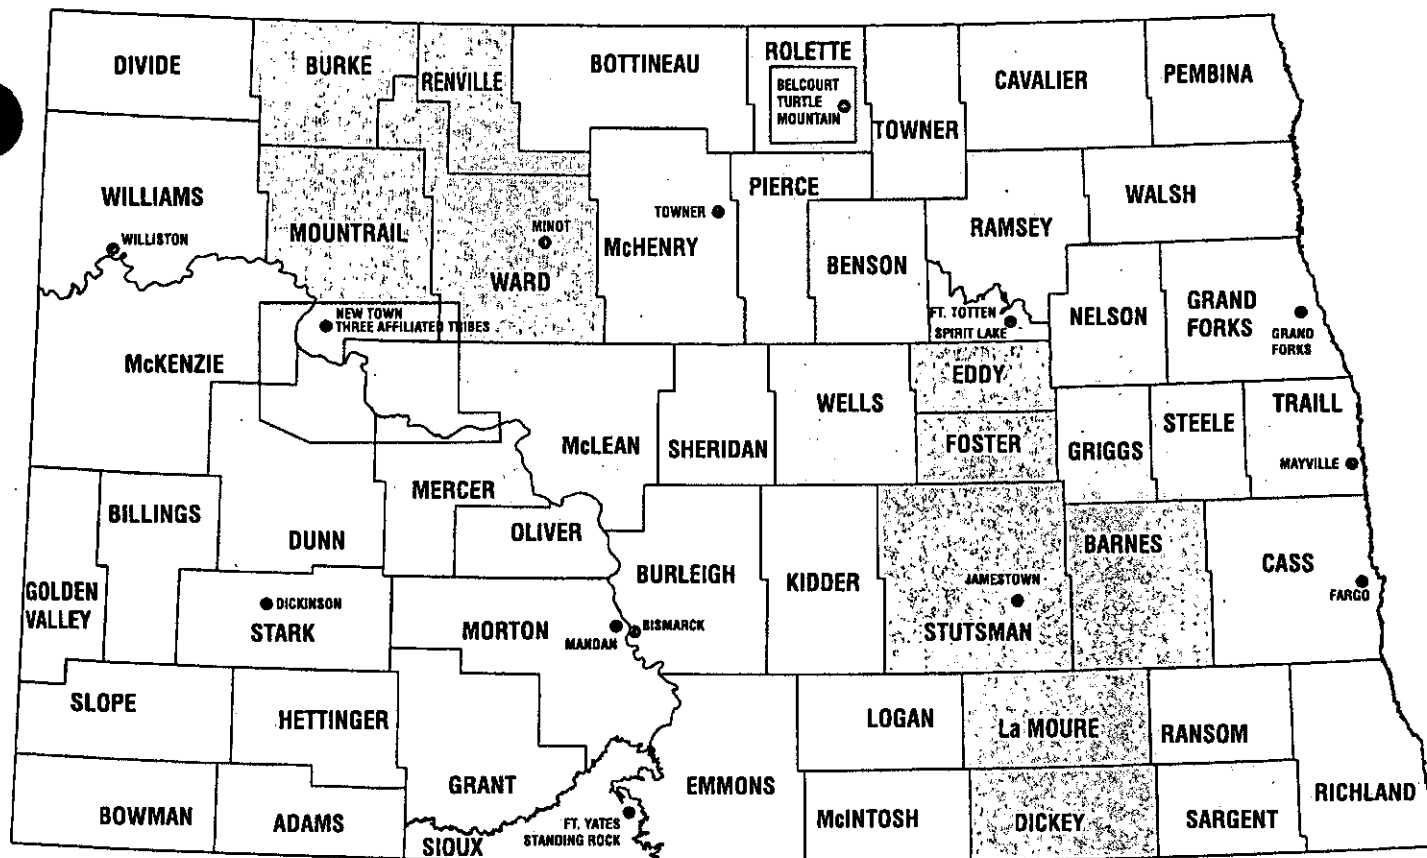 DIVIDE
BURKE
RENVILLE
BOTTINEAU
ROLETTE
BELCOURT
TURTLE
MOUNTAIN
TOWNER
CAVALIER
PEMBINA
WILLIAMS
WILLISTON
MOUNTRAIL
MINOT
WARD
TOWNER
McHENRY
PIERCE
BENSON
RAMSEY
WALSH
NEW TOWN
THREE AFFILIATED TRIBES
McKENZIE
FT. TOTTEN
SPIRIT LAKE
NELSON
GRAND
FORKS
GRAND
FORKS
EDDY
WELLS
FOSTER
GRIGGS
STEELE
TRAILL
MAYVILLE
McLEAN
SHERIDAN
MERCER
BILLINGS
DUNN
OLIVER
BURLEIGH
KIDDER
JAMESTOWN
STUTSMAN
BARNES
CASS
FARGO
GOLDEN
VALLEY
DICKINSON
STARK
MORTON
MANDAN
BISMARCK
SLOPE
HETTINGER
GRANT
EMMONS
LOGAN
La MOURE
RANSOM
RICHLAND
BOWMAN
ADAMS
SIOUX
FT. YATES
STANDING ROCK
McINTOSH
DICKEY
SARGENT